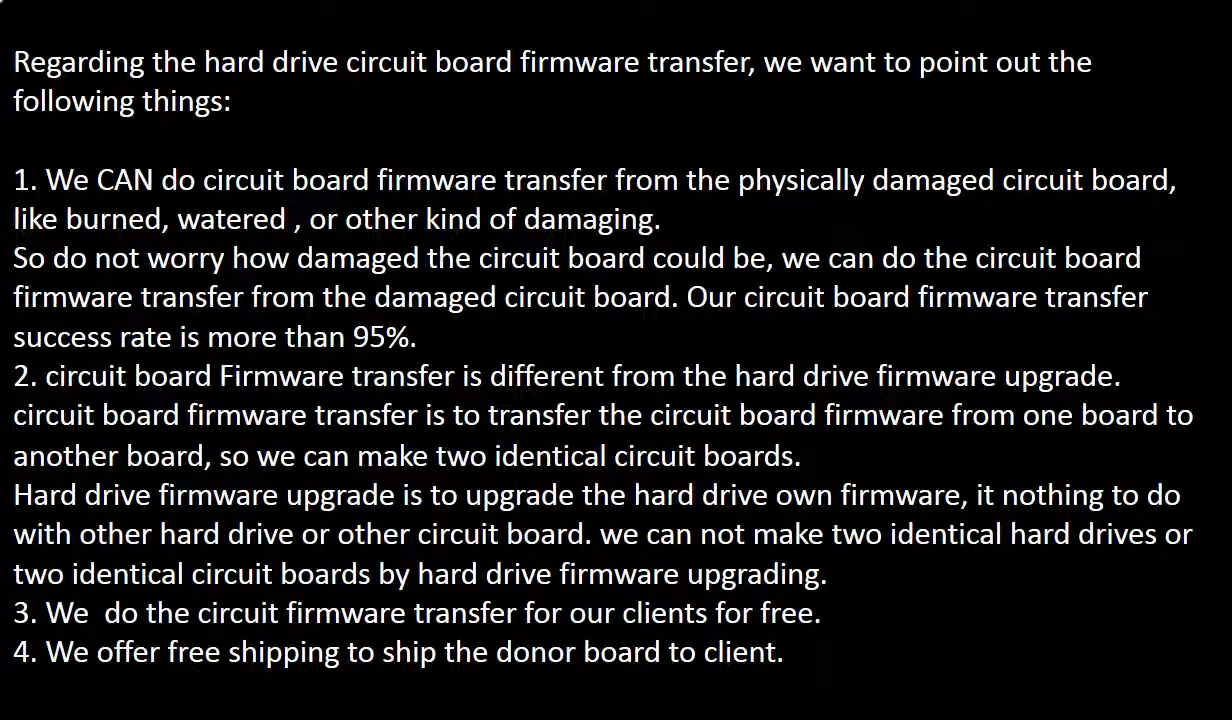 Regarding the hard drive circuit board firmware transfer, we want to point out the
following things:
1. We CAN do circuit board firmware transfer from the physically damaged circuit board,
like burned, watered , or other kind of damaging.
So do not worry how damaged the circuit board could be, we can do the circuit board
firmware transfer from the damaged circuit board. Our circuit board firmware transfer
success rate is more than 95%.
2. circuit board Firmware transfer is different from the hard drive firmware upgrade.
circuit board firmware transfer is to transfer the circuit board firmware from one board to
another board, so we can make two identical circuit boards.
Hard drive firmware upgrade is to upgrade the hard drive own firmware, it nothing to do
with other hard drive or other circuit board. we can not make two identical hard drives or
two identical circuit boards by hard drive firmware upgrading.
3. We  do the circuit firmware transfer for our clients for free.
4. We offer free shipping to ship the donor board to client.